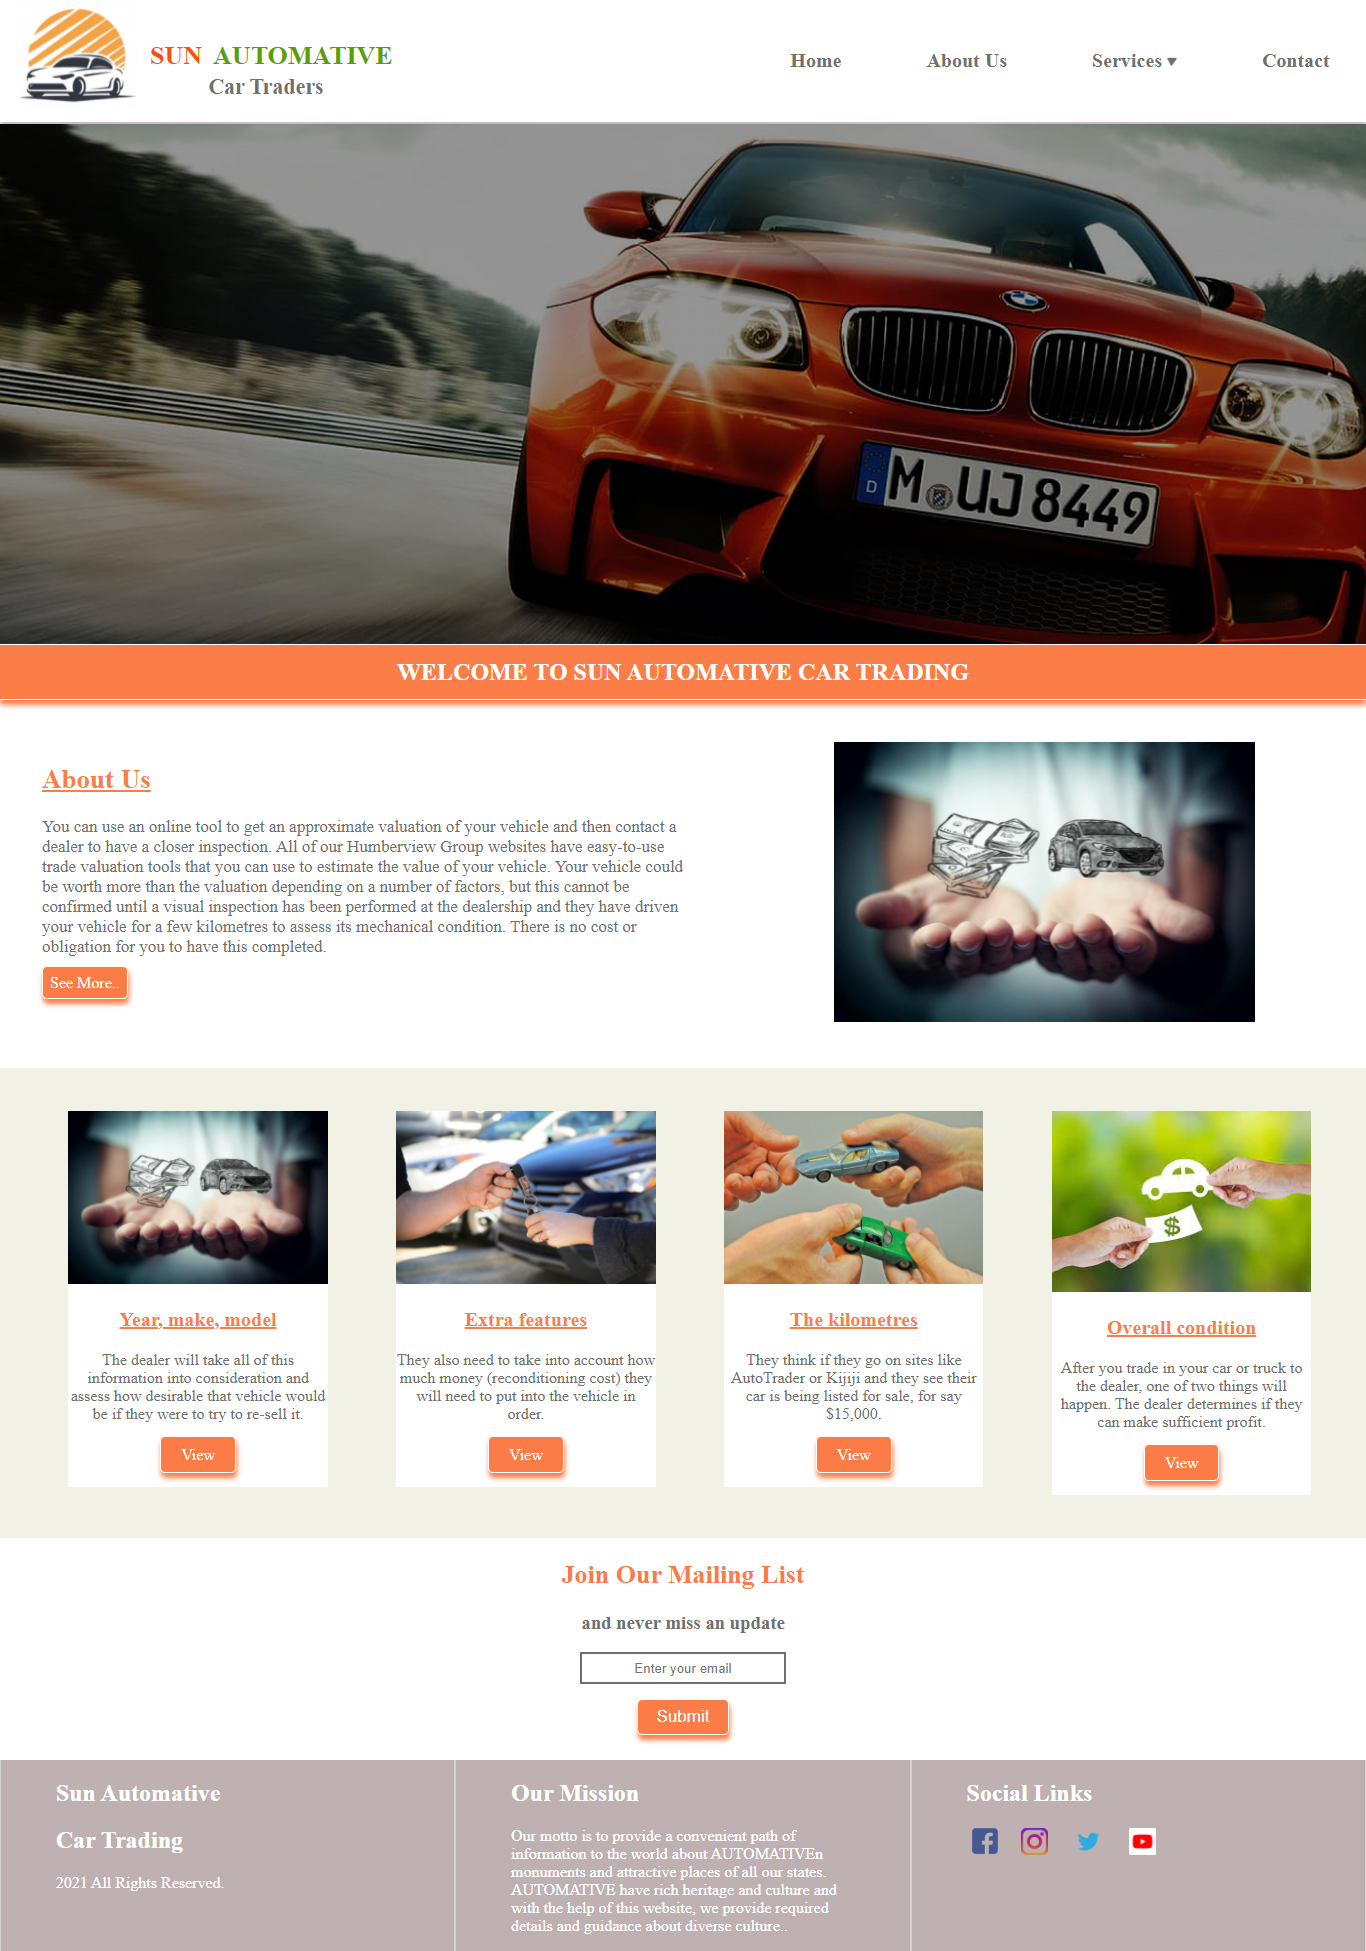 SUN AUTOMATIVE
Car Traders
Home
About Us
Services ▾
Contact
M UJ 8449
D
WELCOME TO SUN AUTOMATIVE CAR TRADING
About Us
You can use an online tool to get an approximate valuation of your vehicle and then contact a
dealer to have a closer inspection. All of our Humberview Group websites have easy-to-use
trade valuation tools that you can use to estimate the value of your vehicle. Your vehicle could
be worth more than the valuation depending on a number of factors, but this cannot be
confirmed until a visual inspection has been performed at the dealership and they have driven
your vehicle for a few kilometres to assess its mechanical condition. There is no cost or
obligation for you to have this completed.
See More..
Year, make, model
The dealer will take all of this
information into consideration and
assess how desirable that vehicle would
be if they were to try to re-sell it.
View
Extra features
They also need to take into account how
much money (reconditioning cost) they
will need to put into the vehicle in
order.
View
The kilometres
They think if they go on sites like
AutoTrader or Kijiji and they see their
car is being listed for sale, for say
$15,000.
View
$
Overall condition
After you trade in your car or truck to
the dealer, one of two things will
happen. The dealer determines if they
can make sufficient profit.
View
Join Our Mailing List
and never miss an update
Enter your email
Submit
Sun Automative
Car Trading
2021 All Rights Reserved.
Our Mission
Our motto is to provide a convenient path of
information to the world about AUTOMATIVEn
monuments and attractive places of all our states.
AUTOMATIVE have rich heritage and culture and
with the help of this website, we provide required
details and guidance about diverse culture..
Social Links